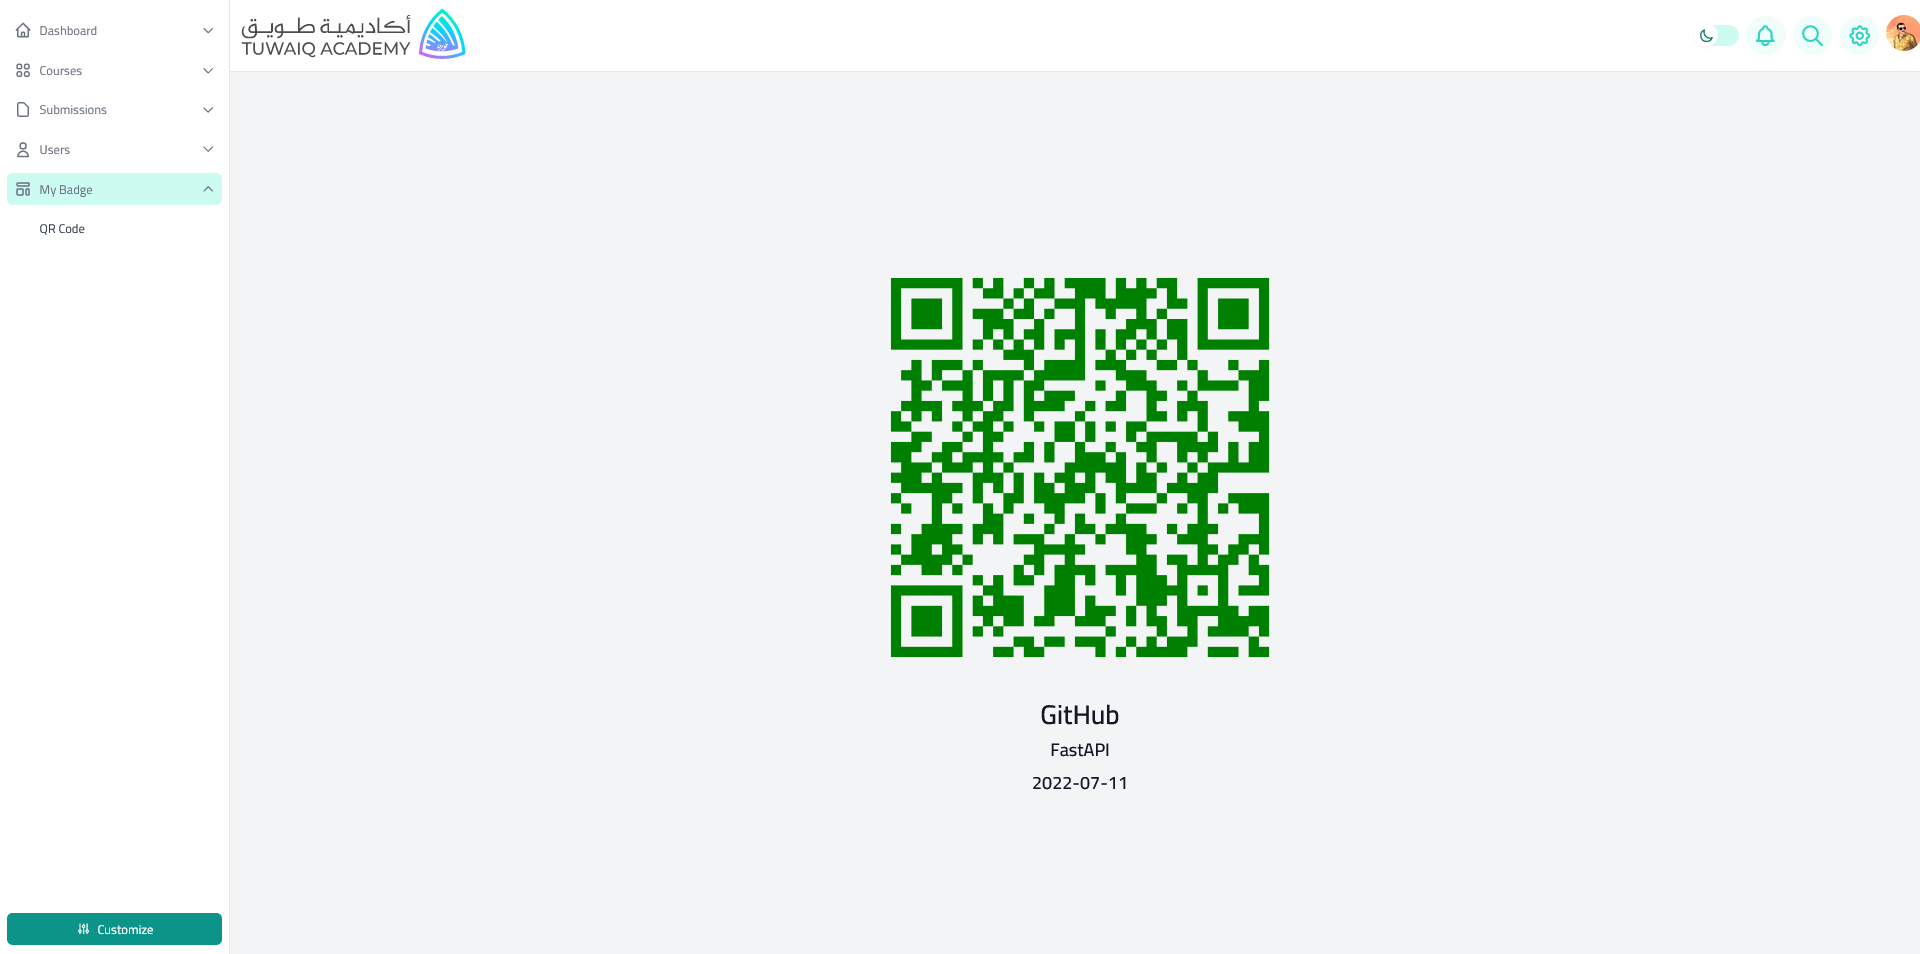 Dashboard
Courses
Submissions
Users
My Badge
QR Code
Customize
أكاديمية طويق
TUWAIQ ACADEMY
GitHub
FastAPI
2022-07-11